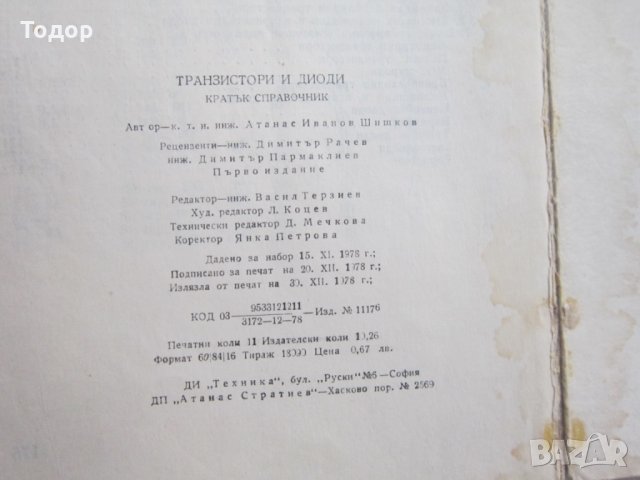 Тодор
ТРАНЗИСТОРИ И ДИОДИ
КРАТЪК СПРАВОЧНИК
Автор—к. т. н. инж. Атанас Иванов Шишков
Рецензенти—инж. Димитър Рачев
инж. Димитър Пармаклиев
Първо издание
Редактор—инж. Васил Терзиев
Худ. редактор Л. Коцев
Технически редактор Д. Мечкова
Коректор Янка Петрова
Дадено за набор 15. XI. 1978 г.;
Подписано за печат на 20. XII. 1978 г.;
Излязла от печат на 30. XII. 1978 г.;
КОД 03 9533121211 / 3172—12—78 —Изд. № 11176
Печатни коли 11 Издателски коли 10,26
Формат 60|84|16 Тираж 18090 Цена 0,67 лв.
ДИ „Техника", бул. „Руски" №6—София
ДП „Атанас Стратиев"—Хасково пор. № 2569
176
BAZAR